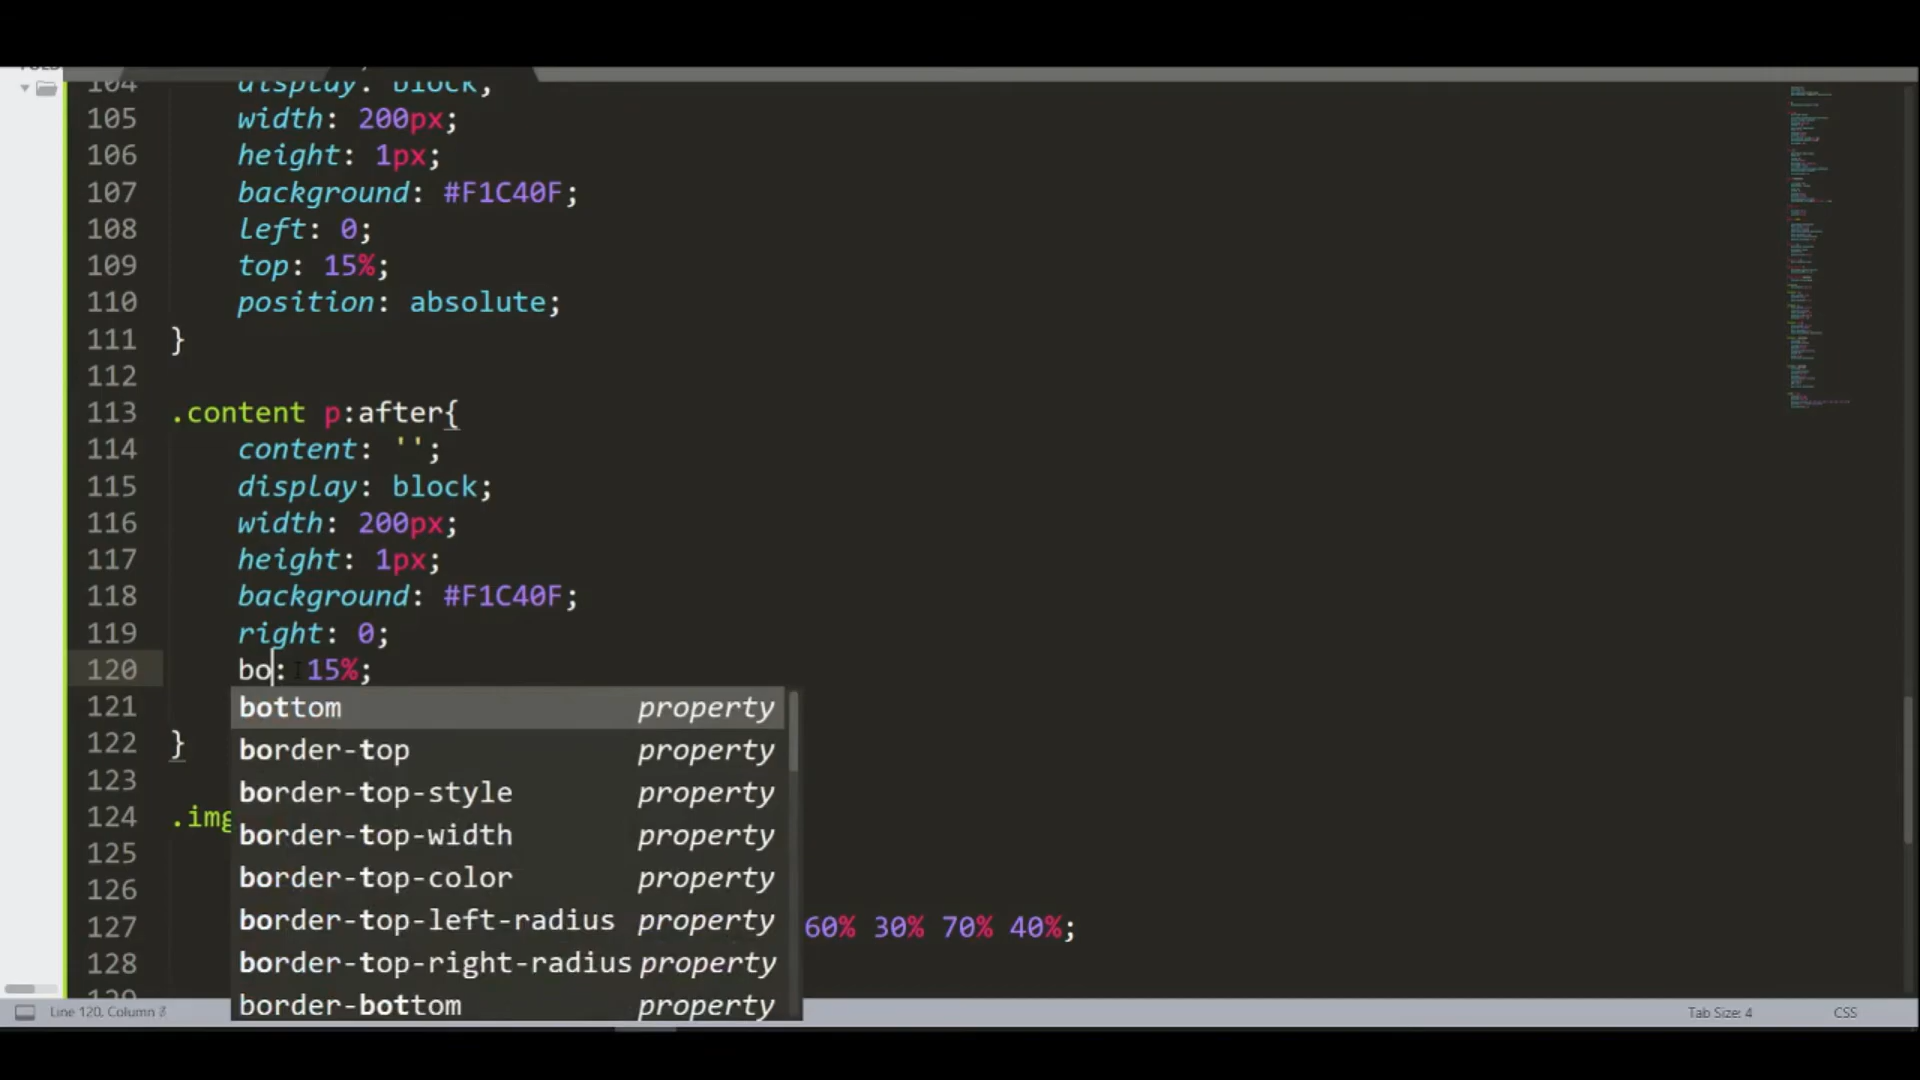 104 display: block;
105 width: 200px;
106 height: 1px;
107 background: #F1C40F;
108 left: 0;
109 top: 15%;
110 position: absolute;
111 }
112
113 .content p:after{
114 content: '';
115 display: block;
116 width: 200px;
117 height: 1px;
118 background: #F1C40F;
119 right: 0;
120 bo: 15%;
121
122 }
123
124 .img
125
126
127 60% 30% 70% 40%;
128
129
bottom property
border-top property
border-top-style property
border-top-width property
border-top-color property
border-top-left-radius property
border-top-right-radius property
border-bottom property
Line 120, Column
Tab Size: 4
CSS